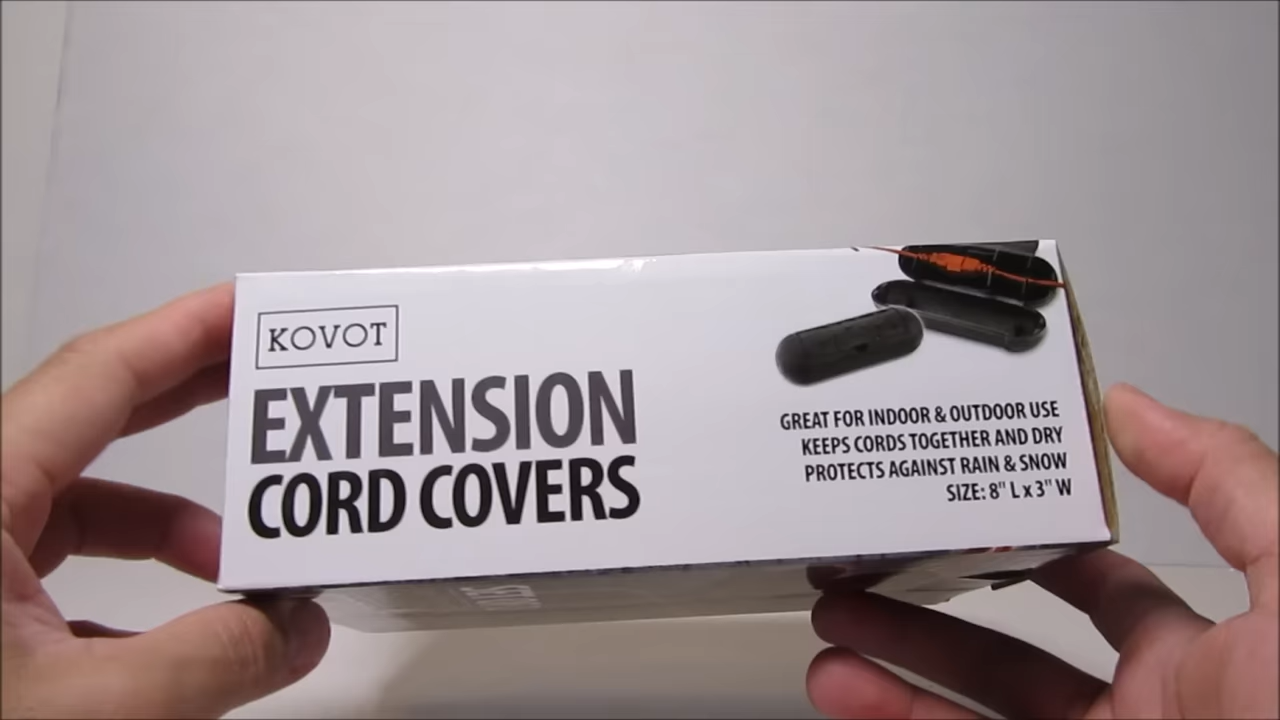 KOVOT
EXTENSION
CORD COVERS
GREAT FOR INDOOR & OUTDOOR USE
KEEPS CORDS TOGETHER AND DRY
PROTECTS AGAINST RAIN & SNOW
SIZE: 8" L x 3" W